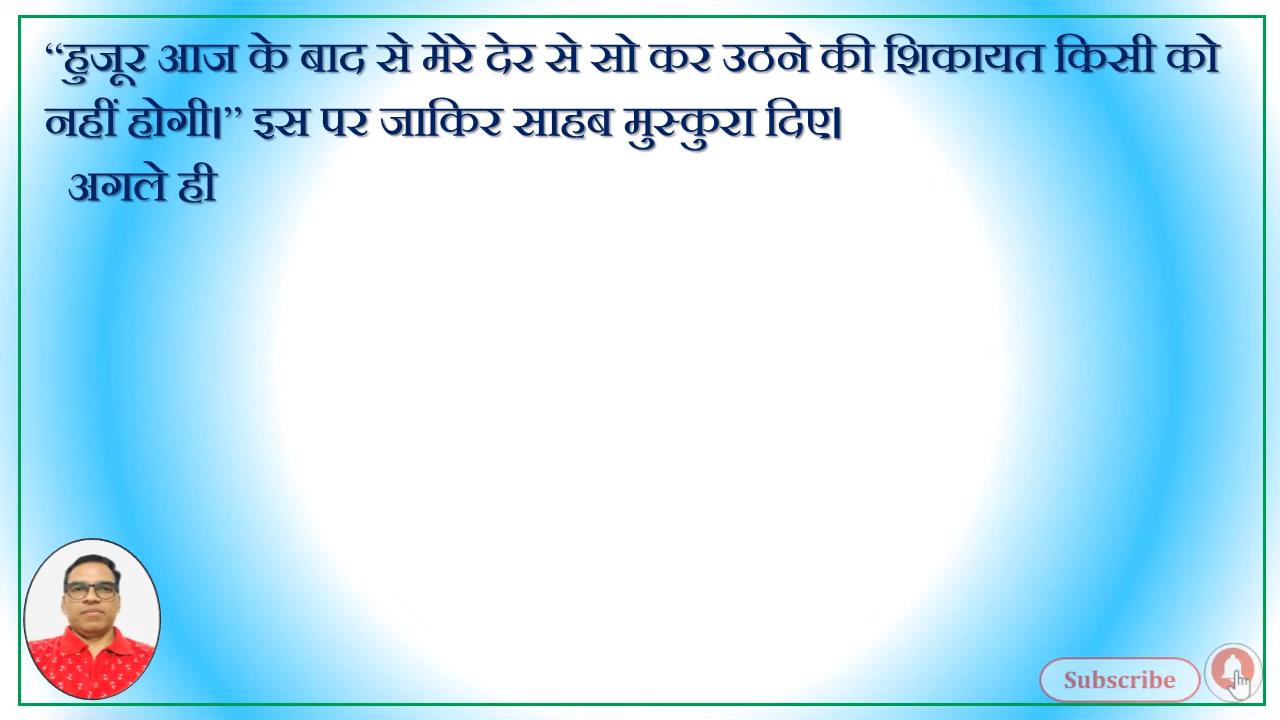 “हुजूर आज के बाद से मेरे देर से सो कर उठने की शिकायत किसी को
नहीं होगी।” इस पर जाकिर साहब मुस्कुरा दिए।
अगले ही
Subscribe